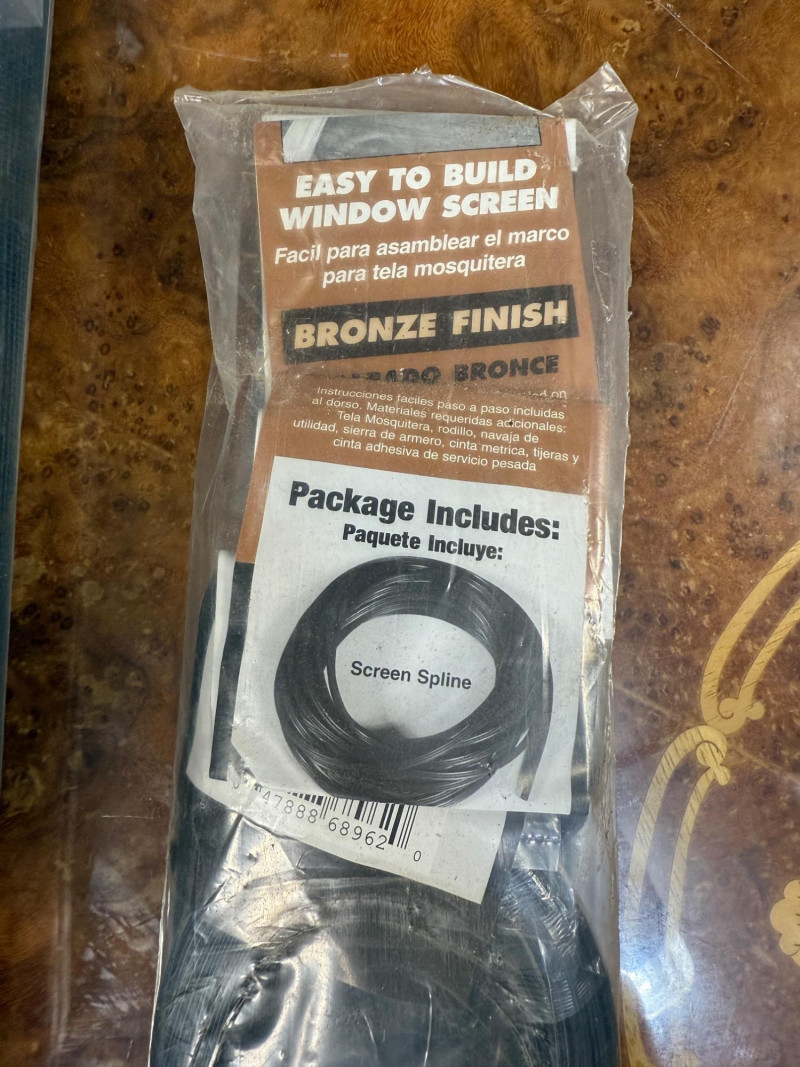 EASY TO BUILD
WINDOW SCREEN
Facil para asamblear el marco
para tela mosquitera
BRONZE FINISH
BRONCE
Instrucciones faciles paso a paso incluidas
al dorso. Materiales requeridas adicionales:
Tela Mosquitera, rodillo, navaja de
utilidad, sierra de armero, cinta metrica, tijeras y
cinta adhesiva de servicio pesada
Package Includes:
Paquete Incluye:
Screen Spline
0 47888 68962 0